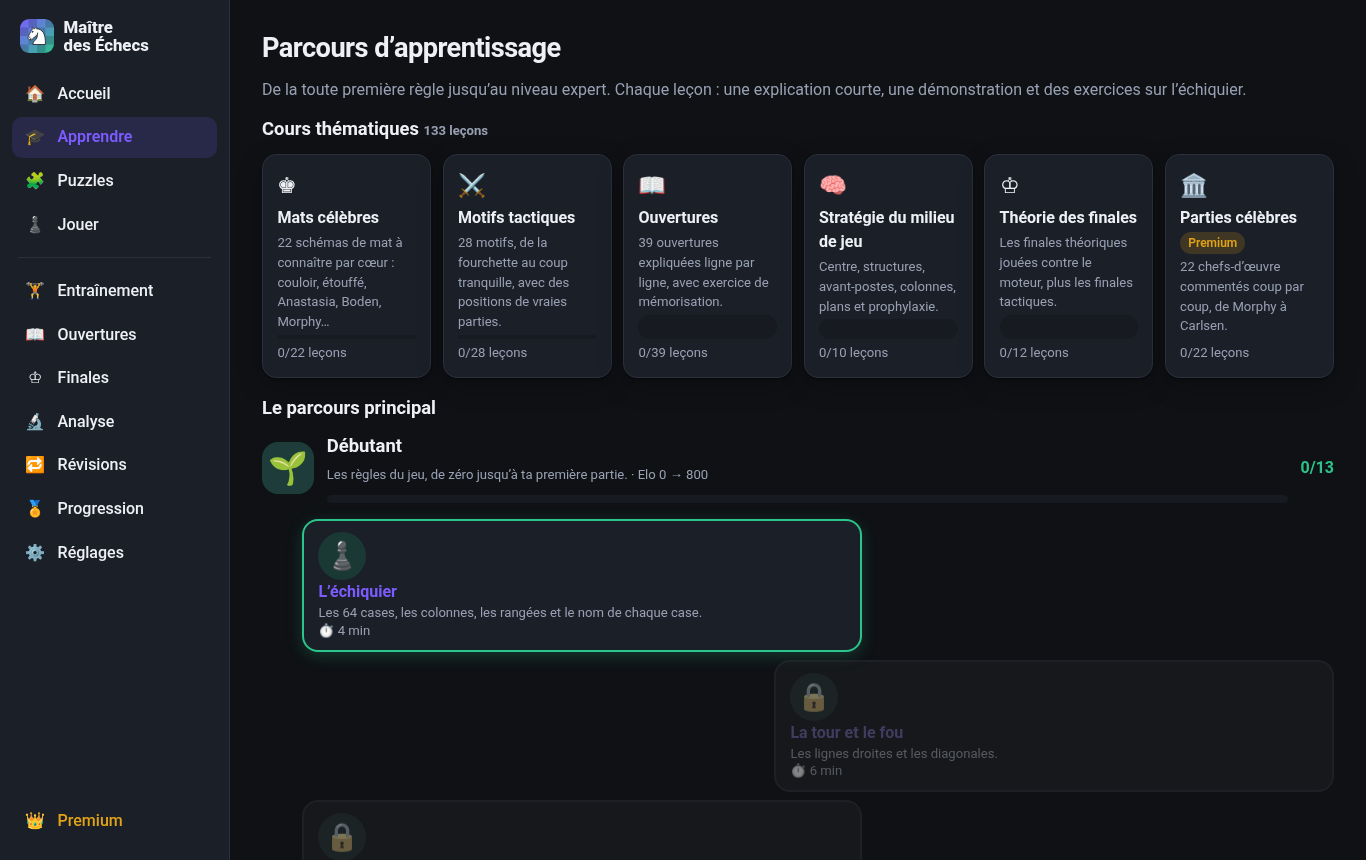 Maître
des Échecs
Accueil
Apprendre
Puzzles
Jouer
Entraînement
Ouvertures
Finales
Analyse
Révisions
Progression
Réglages
Premium
Parcours d’apprentissage
De la toute première règle jusqu’au niveau expert. Chaque leçon : une explication courte, une démonstration et des exercices sur l’échiquier.
Cours thématiques 133 leçons
Mats célèbres
22 schémas de mat à
connaître par cœur :
couloir, étouffé,
Anastasia, Boden,
Morphy…
0/22 leçons
Motifs tactiques
28 motifs, de la
fourchette au coup
tranquille, avec des
positions de vraies
parties.
0/28 leçons
Ouvertures
39 ouvertures
expliquées ligne par
ligne, avec exercice de
mémorisation.
0/39 leçons
Stratégie du milieu
de jeu
Centre, structures,
avant-postes, colonnes,
plans et prophylaxie.
0/10 leçons
Théorie des finales
Les finales théoriques
jouées contre le
moteur, plus les finales
tactiques.
0/12 leçons
Parties célèbres
Premium
22 chefs-d’œuvre
commentés coup par
coup, de Morphy à
Carlsen.
0/22 leçons
Le parcours principal
Débutant
Les règles du jeu, de zéro jusqu’à ta première partie. · Elo 0 → 800
0/13
L’échiquier
Les 64 cases, les colonnes, les rangées et le nom de chaque case.
4 min
La tour et le fou
Les lignes droites et les diagonales.
6 min